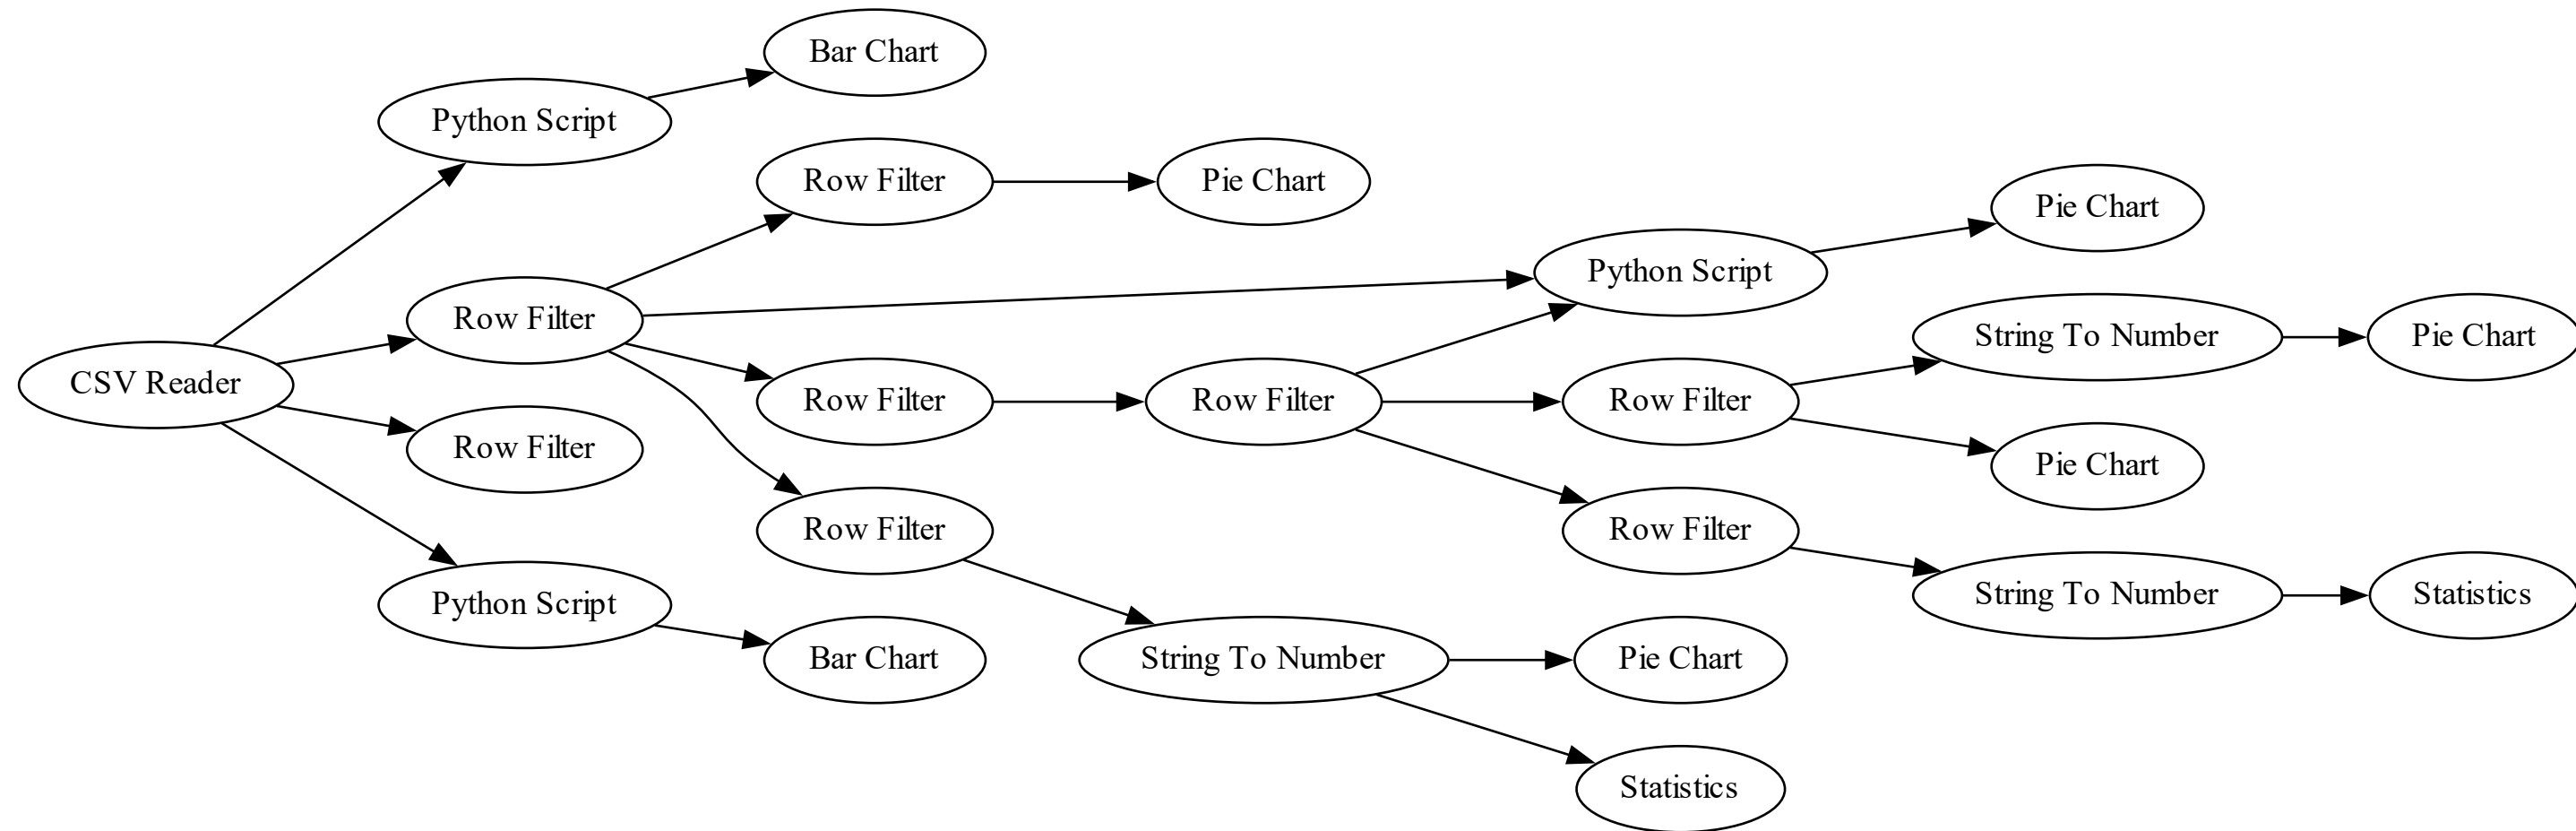 Bar Chart
Python Script
Row Filter
Pie Chart
Pie Chart
Python Script
Row Filter
String To Number
Pie Chart
CSV Reader
Row Filter
Row Filter
Row Filter
Row Filter
Pie Chart
Row Filter
Row Filter
Python Script
String To Number
Statistics
Bar Chart
String To Number
Pie Chart
Statistics